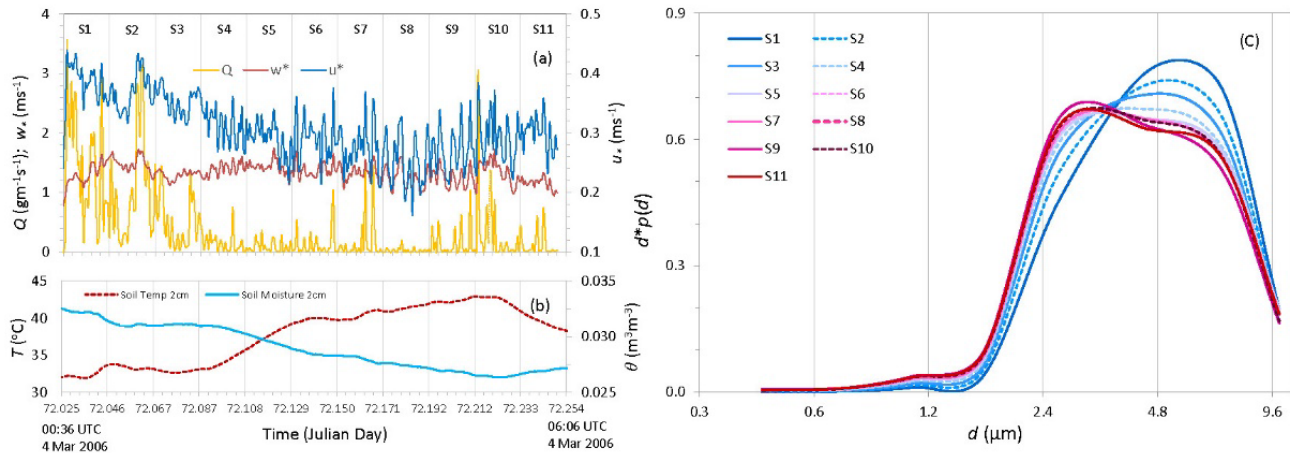 S1 S2 S3 S4 S5 S6 S7 S8 S9 S10 S11
(a)
Q w* u*
Q (gm⁻¹s⁻¹); w* (ms⁻¹)
4
3
2
1
0
u* (ms⁻¹)
0.5
0.4
0.3
0.2
0.1
Soil Temp 2cm Soil Moisture 2cm
(b)
T (°C)
45
40
35
30
θ (m³m⁻³)
0.035
0.030
0.025
72.025 72.046 72.067 72.087 72.108 72.129 72.150 72.171 72.192 72.212 72.233 72.254
00:36 UTC
4 Mar 2006
Time (Julian Day)
06:06 UTC
4 Mar 2006
(C)
S1 S2
S3 S4
S5 S6
S7 S8
S9 S10
S11
d*p(d)
0.9
0.6
0.3
0.0
0.3 0.6 1.2 2.4 4.8 9.6
d (µm)